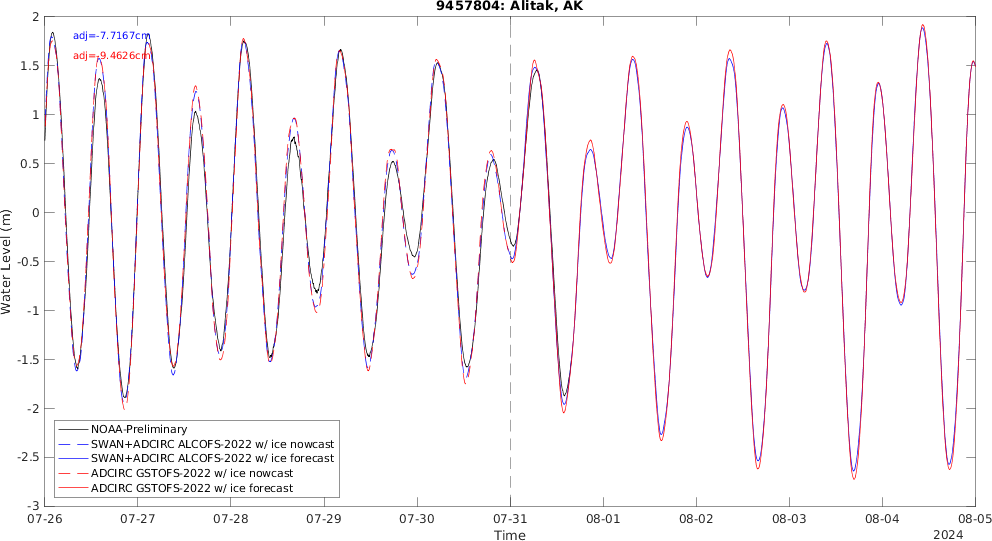 9457804: Alitak, AK
adj=-7.7167cm
adj=-9.4626cm
2
1.5
1
0.5
0
-0.5
-1
-1.5
-2
-2.5
-3
Water Level (m)
NOAA-Preliminary
SWAN+ADCIRC ALCOFS-2022 w/ ice nowcast
SWAN+ADCIRC ALCOFS-2022 w/ ice forecast
ADCIRC GSTOFS-2022 w/ ice nowcast
ADCIRC GSTOFS-2022 w/ ice forecast
07-26 07-27 07-28 07-29 07-30 07-31 08-01 08-02 08-03 08-04 08-05
Time
2024